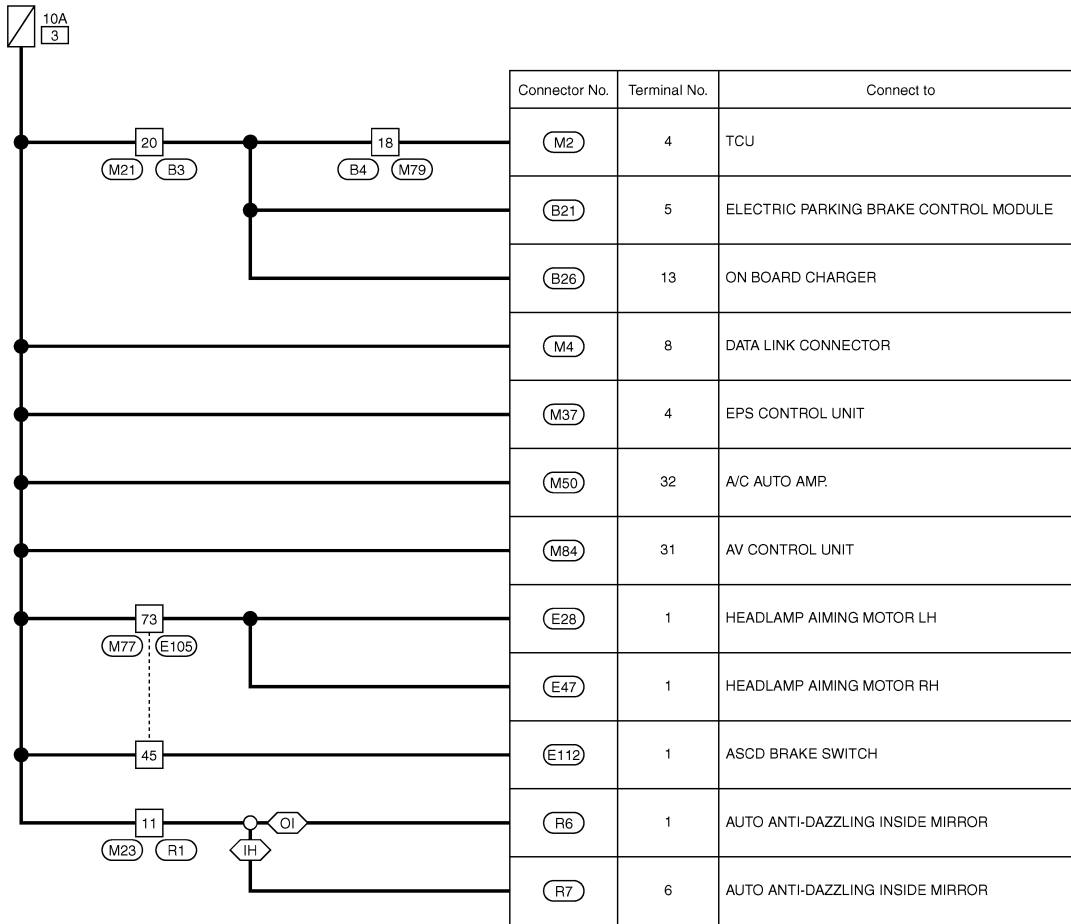 10A
3
Connector No. Terminal No. Connect to
20 18 M2 4 TCU
M21 B3 B4 M79
B21 5 ELECTRIC PARKING BRAKE CONTROL MODULE
B26 13 ON BOARD CHARGER
M4 8 DATA LINK CONNECTOR
M37 4 EPS CONTROL UNIT
M50 32 A/C AUTO AMP.
M84 31 AV CONTROL UNIT
73 E28 1 HEADLAMP AIMING MOTOR LH
M77 E105
E47 1 HEADLAMP AIMING MOTOR RH
45 E112 1 ASCD BRAKE SWITCH
11 OI R6 1 AUTO ANTI-DAZZLING INSIDE MIRROR
M23 R1 IH
R7 6 AUTO ANTI-DAZZLING INSIDE MIRROR